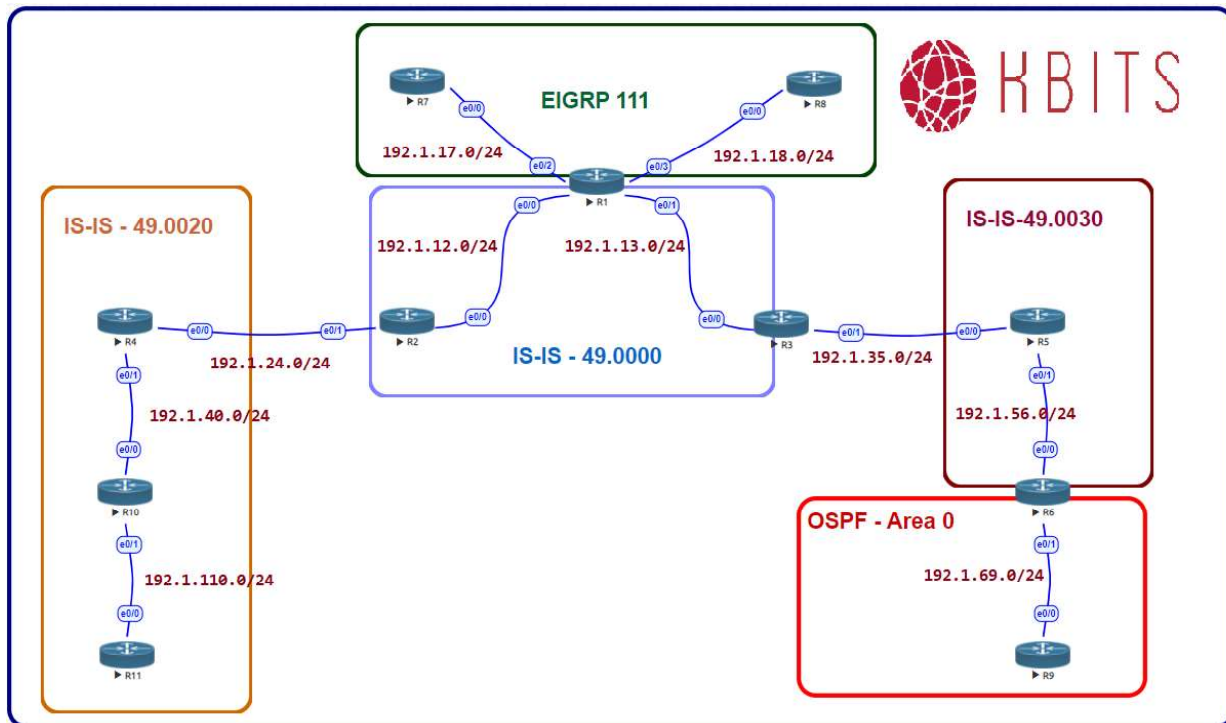 KBITS
EIGRP 111
R7
e0/0
192.1.17.0/24
e0/2
R8
e0/0
192.1.18.0/24
e0/3
R1
e0/0
e0/1
192.1.12.0/24
192.1.13.0/24
IS-IS - 49.0000
e0/0
R2
e0/1
e0/0
R3
e0/1
IS-IS - 49.0020
R4
e0/0
192.1.24.0/24
e0/1
192.1.40.0/24
e0/0
R10
e0/1
192.1.110.0/24
e0/0
R11
IS-IS-49.0030
e0/0
R5
192.1.35.0/24
e0/1
192.1.56.0/24
e0/0
R6
OSPF - Area 0
e0/1
192.1.69.0/24
e0/0
R9